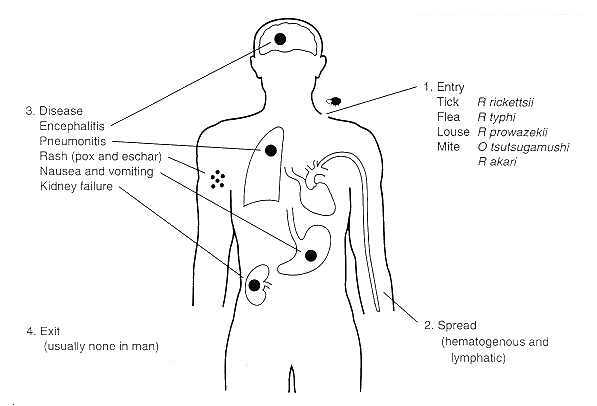 1. Entry
Tick R rickettsii
Flea R typhi
Louse R prowazekii
Mite O tsutsugamushi
R akari
3. Disease
Encephalitis
Pneumonitis
Rash (pox and eschar)
Nausea and vomiting
Kidney failure
2. Spread
(hematogenous and
lymphatic)
4. Exit
(usually none in man)